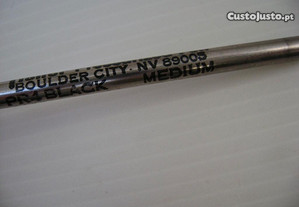 CustoJusto.pt
BOULDER CITY, NV 89005
PR4 BLACK MEDIUM